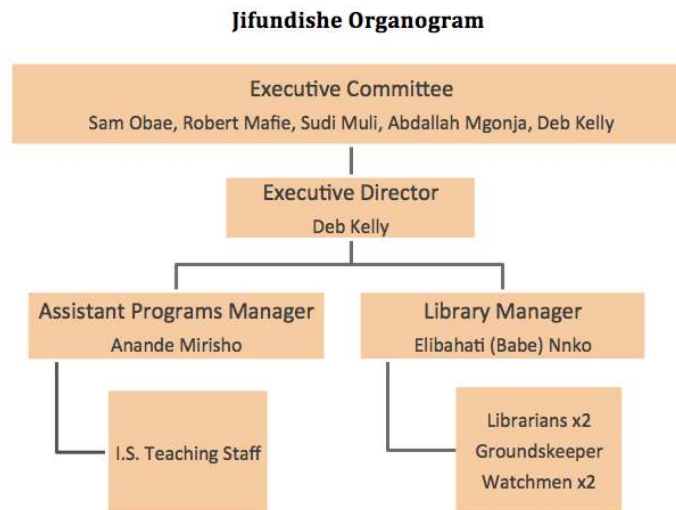 Jifundishe Organogram
Executive Committee
Sam Obae, Robert Mafie, Sudi Muli, Abdallah Mgonja, Deb Kelly
Executive Director
Deb Kelly
Assistant Programs Manager
Anande Mirisho
Library Manager
Elibahati (Babe) Nnko
I.S. Teaching Staff
Librarians x2
Groundskeeper
Watchmen x2